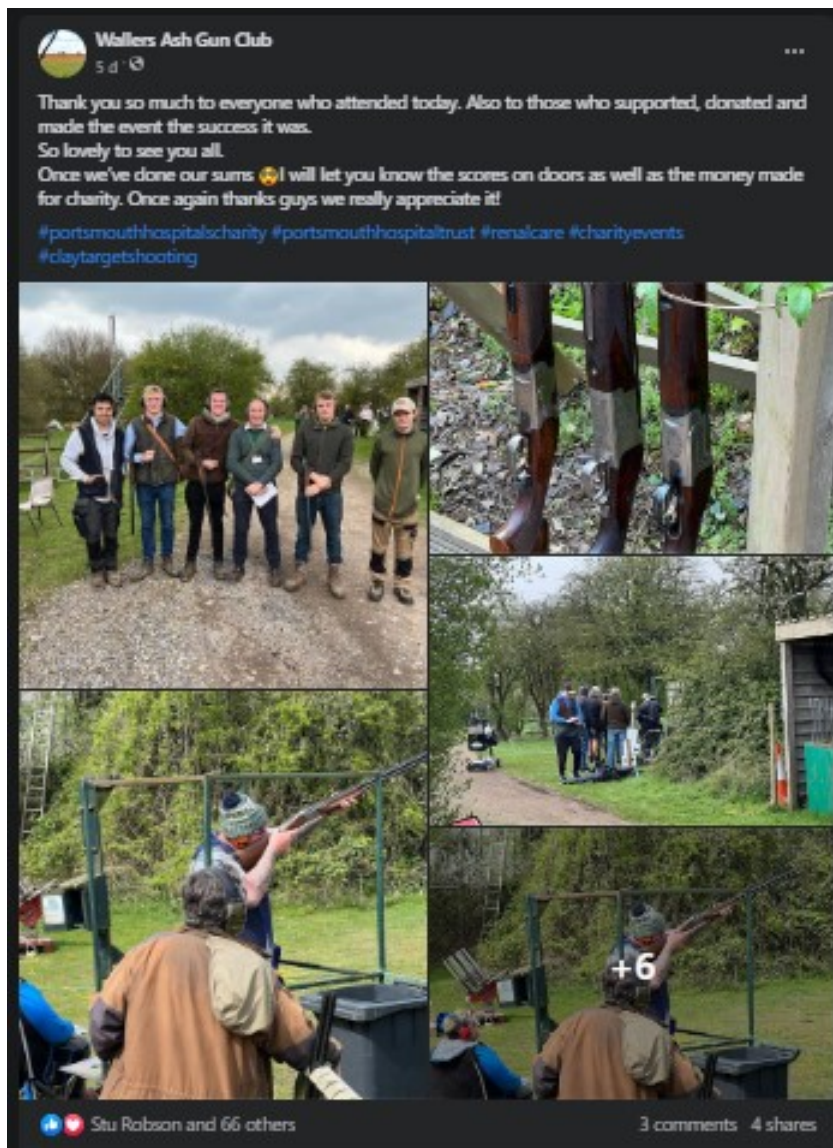 Wallers Ash Gun Club
5 d
Thank you so much to everyone who attended today. Also to those who supported, donated and
made the event the success it was.
So lovely to see you all.
Once we've done our sums 😲I will let you know the scores on doors as well as the money made
for charity. Once again thanks guys we really appreciate it!
#portsmouthhospitalscharity #portsmouthhospitaltrust #renalcare #charityevents
#claytargetshooting
+6
Stu Robson and 66 others
3 comments 4 shares